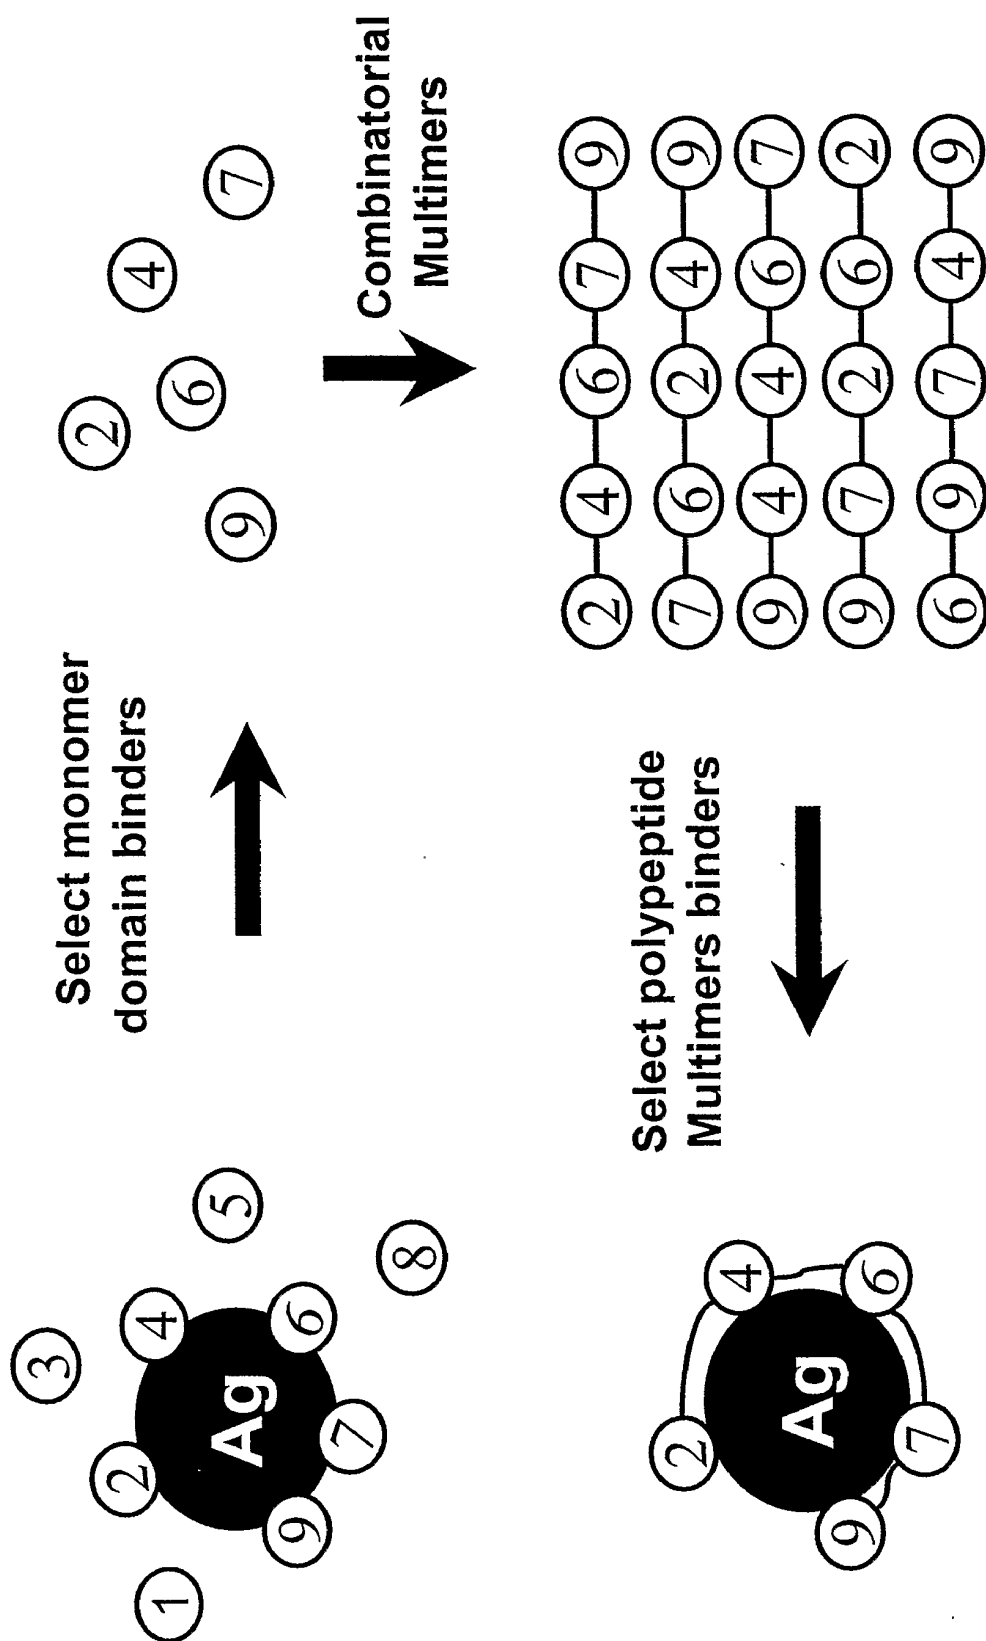 3
2
4
1
5
Ag
9
6
7
8
Select monomer
domain binders
2
4
6
9
7
Combinatorial
Multimers
2 4 6 7 9
7 6 2 4 9
9 4 4 6 7
9 7 2 6 2
6 9 7 4 9
Select polypeptide
Multimers binders
2
4
Ag
9
6
7